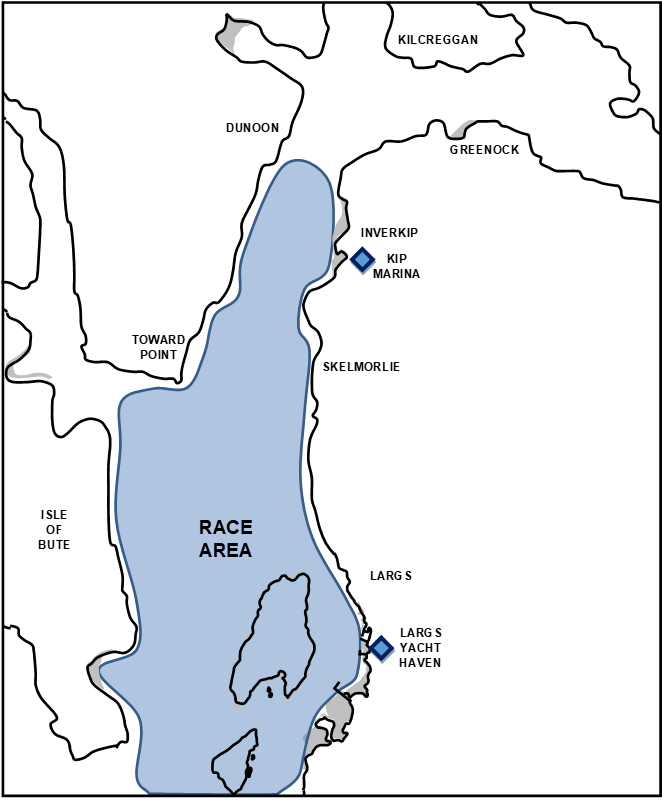 KILCREGGAN
DUNOON
GREENOCK
INVERKIP
KIP
MARINA
TOWARD
POINT
SKELMORLIE
ISLE
OF
BUTE
RACE
AREA
LARGS
LARGS
YACHT
HAVEN